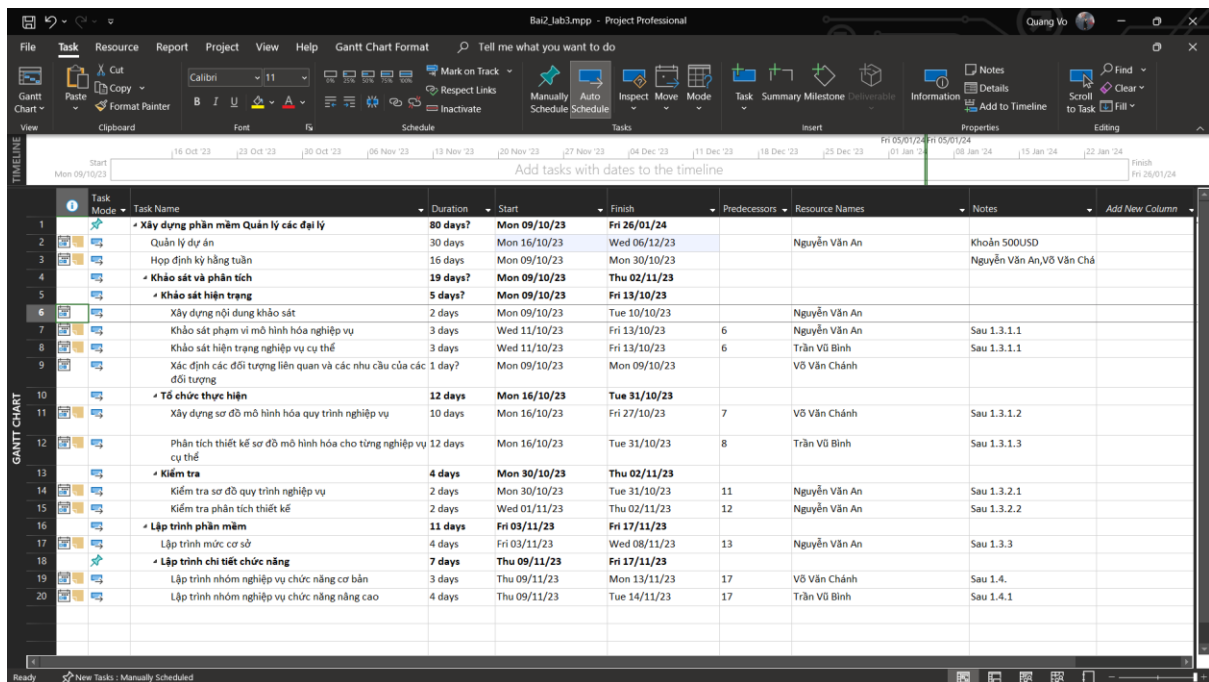 Bai2_lab3.mpp - Project Professional
Quang Vo
File Task Resource Report Project View Help Gantt Chart Format Tell me what you want to do
Cut
Copy
Format Painter
Paste
Gantt Chart
Calibri 11
B I U A
0% 25% 50% 75% 100%
Mark on Track
Respect Links
Inactivate
Manually Schedule
Auto Schedule
Inspect Move Mode
Task Summary Milestone Deliverable
Information
Notes
Details
Add to Timeline
Scroll to Task
Find
Clear
Fill
View Clipboard Font Schedule Tasks Insert Properties Editing
TIMELINE
Fri 05/01/24 Fri 05/01/24
16 Oct '23 23 Oct '23 30 Oct '23 06 Nov '23 13 Nov '23 20 Nov '23 27 Nov '23 04 Dec '23 11 Dec '23 18 Dec '23 25 Dec '23 01 Jan '24 08 Jan '24 15 Jan '24 22 Jan '24
Start
Mon 09/10/23
Add tasks with dates to the timeline
Finish
Fri 26/01/24
GANTT CHART
Task Mode Task Name Duration Start Finish Predecessors Resource Names Notes Add New Column
1 Xây dựng phần mềm Quản lý các đại lý 80 days? Mon 09/10/23 Fri 26/01/24
2 Quản lý dự án 30 days Mon 16/10/23 Wed 06/12/23 Nguyễn Văn An Khoản 500USD
3 Họp định kỳ hằng tuần 16 days Mon 09/10/23 Mon 30/10/23 Nguyễn Văn An,Võ Văn Chá
4 Khảo sát và phân tích 19 days? Mon 09/10/23 Thu 02/11/23
5 Khảo sát hiện trạng 5 days? Mon 09/10/23 Fri 13/10/23
6 Xây dựng nội dung khảo sát 2 days Mon 09/10/23 Tue 10/10/23 Nguyễn Văn An
7 Khảo sát phạm vi mô hình hóa nghiệp vụ 3 days Wed 11/10/23 Fri 13/10/23 6 Nguyễn Văn An Sau 1.3.1.1
8 Khảo sát hiện trạng nghiệp vụ cụ thể 3 days Wed 11/10/23 Fri 13/10/23 6 Trần Vũ Bình Sau 1.3.1.1
9 Xác định các đối tượng liên quan và các nhu cầu của các đối tượng 1 day? Mon 09/10/23 Mon 09/10/23 Võ Văn Chánh
10 Tổ chức thực hiện 12 days Mon 16/10/23 Tue 31/10/23
11 Xây dựng sơ đồ mô hình hóa quy trình nghiệp vụ 10 days Mon 16/10/23 Fri 27/10/23 7 Võ Văn Chánh Sau 1.3.1.2
12 Phân tích thiết kế sơ đồ mô hình hóa cho từng nghiệp vụ cụ thể 12 days Mon 16/10/23 Tue 31/10/23 8 Trần Vũ Bình Sau 1.3.1.3
13 Kiểm tra 4 days Mon 30/10/23 Thu 02/11/23
14 Kiểm tra sơ đồ quy trình nghiệp vụ 2 days Mon 30/10/23 Tue 31/10/23 11 Nguyễn Văn An Sau 1.3.2.1
15 Kiểm tra phân tích thiết kế 2 days Wed 01/11/23 Thu 02/11/23 12 Nguyễn Văn An Sau 1.3.2.2
16 Lập trình phần mềm 11 days Fri 03/11/23 Fri 17/11/23
17 Lập trình mức cơ sở 4 days Fri 03/11/23 Wed 08/11/23 13 Nguyễn Văn An Sau 1.3.3
18 Lập trình chi tiết chức năng 7 days Thu 09/11/23 Fri 17/11/23
19 Lập trình nhóm nghiệp vụ chức năng cơ bản 3 days Thu 09/11/23 Mon 13/11/23 17 Võ Văn Chánh Sau 1.4.
20 Lập trình nhóm nghiệp vụ chức năng nâng cao 4 days Thu 09/11/23 Tue 14/11/23 17 Trần Vũ Bình Sau 1.4.1
Ready New Tasks : Manually Scheduled